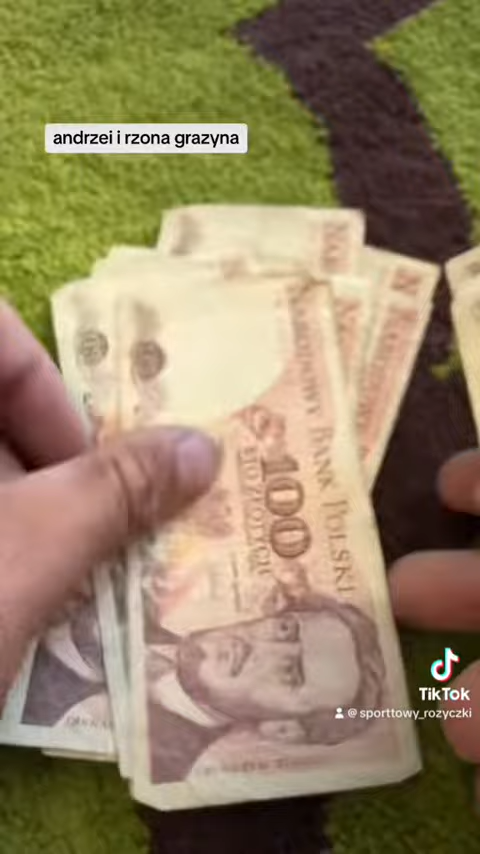 andrzei i rzona grazyna
NARODOWY BANK POLSKI
100
STO ZŁOTYCH
TikTok
@sporttowy_rozyczki